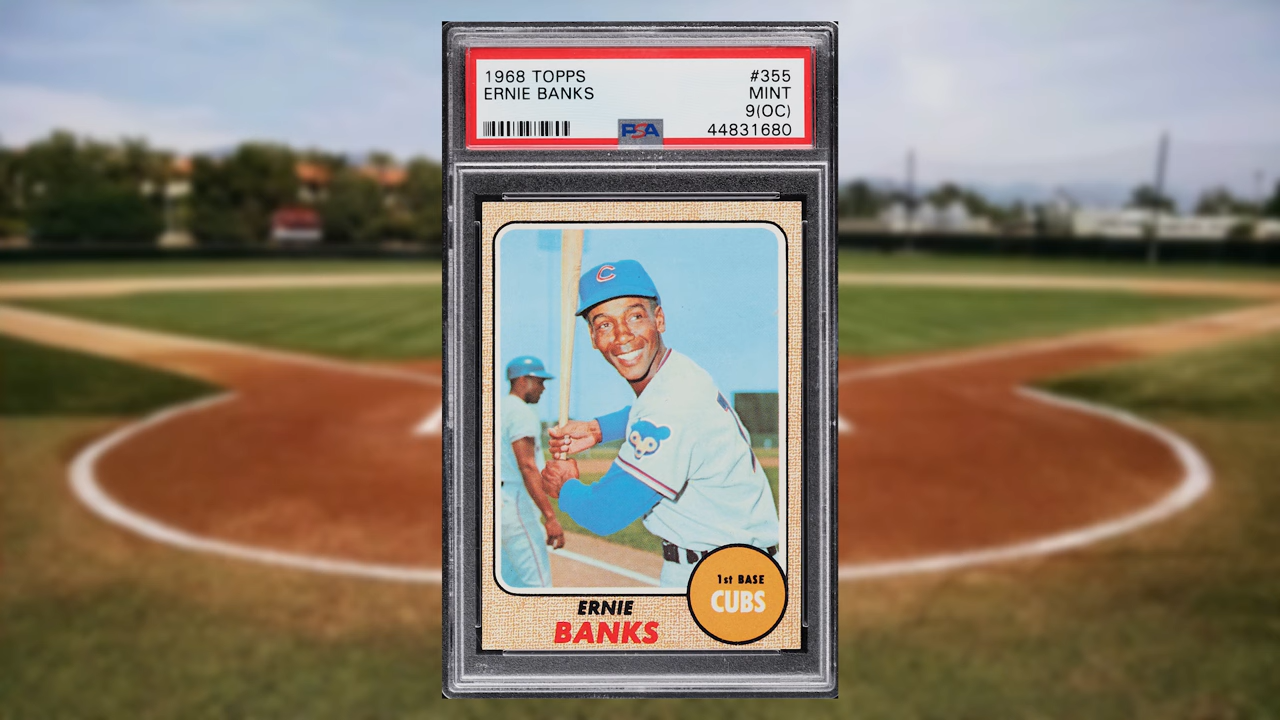 1968 TOPPS #355
ERNIE BANKS MINT
9(OC)
PSA 44831680
C
ERNIE
BANKS
1st BASE
CUBS